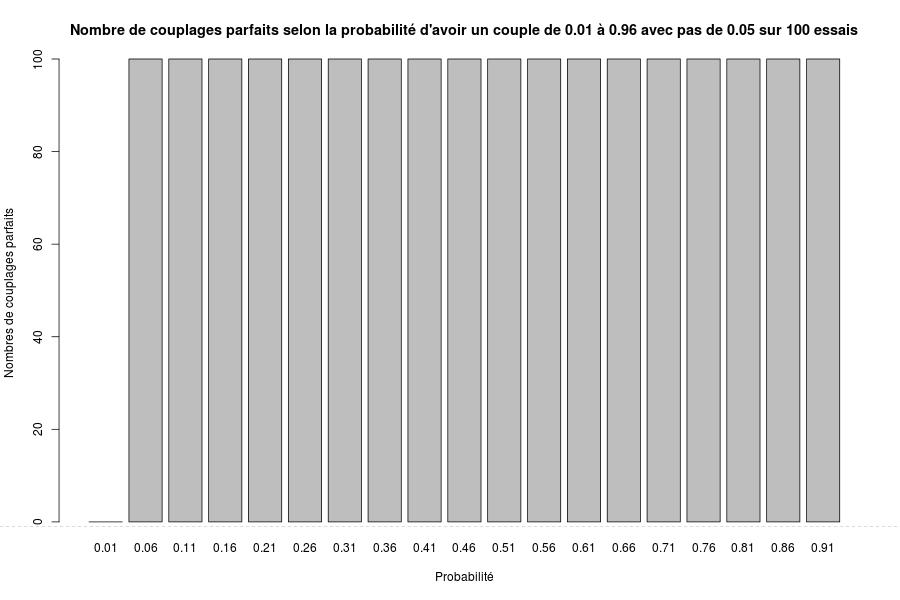 Nombre de couplages parfaits selon la probabilité d'avoir un couple de 0.01 à 0.96 avec pas de 0.05 sur 100 essais
100
80
60
40
20
0
Nombres de couplages parfaits
0.01 0.06 0.11 0.16 0.21 0.26 0.31 0.36 0.41 0.46 0.51 0.56 0.61 0.66 0.71 0.76 0.81 0.86 0.91
Probabilité